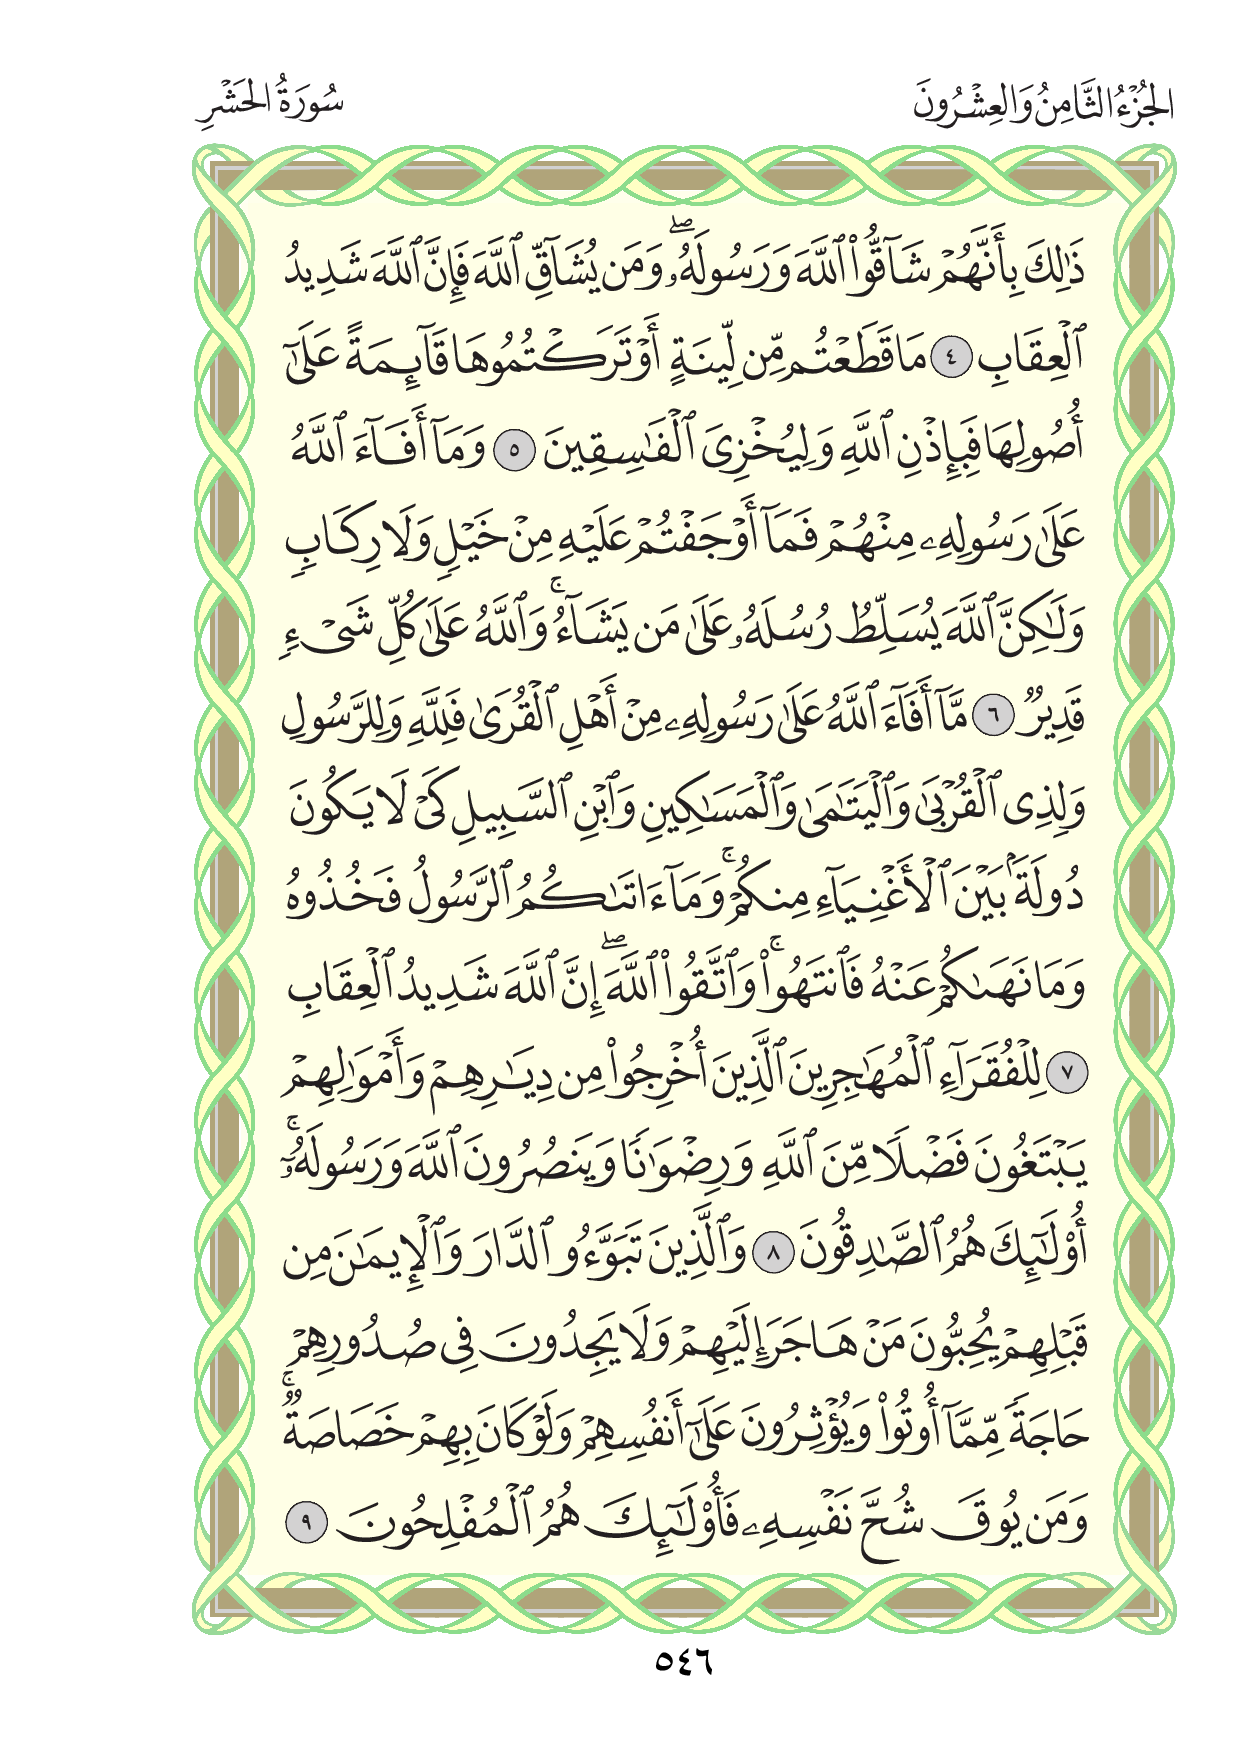 الجُزْءُ الثَّامِنُ وَالعِشْرُونَ
سُورَةُ الحَشْرِ
ذَٰلِكَ بِأَنَّهُمْ شَآقُّوا۟ ٱللَّهَ وَرَسُولَهُۥۖ وَمَن يُشَآقِّ ٱللَّهَ فَإِنَّ ٱللَّهَ شَدِيدُ
ٱلْعِقَابِ ٤ مَا قَطَعْتُم مِّن لِّينَةٍ أَوْ تَرَكْتُمُوهَا قَآئِمَةً عَلَىٰٓ
أُصُولِهَا فَبِإِذْنِ ٱللَّهِ وَلِيُخْزِىَ ٱلْفَـٰسِقِينَ ٥ وَمَآ أَفَآءَ ٱللَّهُ
عَلَىٰ رَسُولِهِۦ مِنْهُمْ فَمَآ أَوْجَفْتُمْ عَلَيْهِ مِنْ خَيْلٍ وَلَا رِكَابٍ
وَلَـٰكِنَّ ٱللَّهَ يُسَلِّطُ رُسُلَهُۥ عَلَىٰ مَن يَشَآءُۚ وَٱللَّهُ عَلَىٰ كُلِّ شَىْءٍ
قَدِيرٌ ٦ مَّآ أَفَآءَ ٱللَّهُ عَلَىٰ رَسُولِهِۦ مِنْ أَهْلِ ٱلْقُرَىٰ فَلِلَّهِ وَلِلرَّسُولِ
وَلِذِى ٱلْقُرْبَىٰ وَٱلْيَتَـٰمَىٰ وَٱلْمَسَـٰكِينِ وَٱبْنِ ٱلسَّبِيلِ كَىْ لَا يَكُونَ
دُولَةًۢ بَيْنَ ٱلْأَغْنِيَآءِ مِنكُمْۚ وَمَآ ءَاتَىٰكُمُ ٱلرَّسُولُ فَخُذُوهُ
وَمَا نَهَىٰكُمْ عَنْهُ فَٱنتَهُوا۟ۚ وَٱتَّقُوا۟ ٱللَّهَۖ إِنَّ ٱللَّهَ شَدِيدُ ٱلْعِقَابِ
٧ لِلْفُقَرَآءِ ٱلْمُهَـٰجِرِينَ ٱلَّذِينَ أُخْرِجُوا۟ مِن دِيَـٰرِهِمْ وَأَمْوَٰلِهِمْ
يَبْتَغُونَ فَضْلًا مِّنَ ٱللَّهِ وَرِضْوَٰنًا وَيَنصُرُونَ ٱللَّهَ وَرَسُولَهُۥٓۚ
أُو۟لَـٰٓئِكَ هُمُ ٱلصَّـٰدِقُونَ ٨ وَٱلَّذِينَ تَبَوَّءُو ٱلدَّارَ وَٱلْإِيمَـٰنَ مِن
قَبْلِهِمْ يُحِبُّونَ مَنْ هَاجَرَ إِلَيْهِمْ وَلَا يَجِدُونَ فِى صُدُورِهِمْ
حَاجَةً مِّمَّآ أُوتُوا۟ وَيُؤْثِرُونَ عَلَىٰٓ أَنفُسِهِمْ وَلَوْ كَانَ بِهِمْ خَصَاصَةٌۚ
وَمَن يُوقَ شُحَّ نَفْسِهِۦ فَأُو۟لَـٰٓئِكَ هُمُ ٱلْمُفْلِحُونَ ٩
٥٤٦